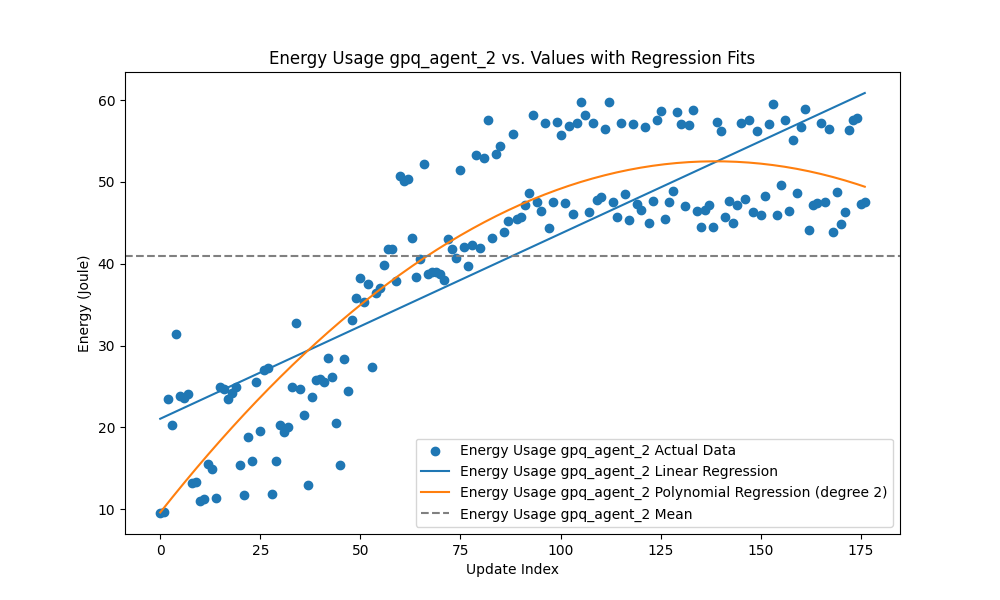 Energy Usage gpq_agent_2 vs. Values with Regression Fits
60
50
40
30
20
10
Energy (Joule)
Energy Usage gpq_agent_2 Actual Data
Energy Usage gpq_agent_2 Linear Regression
Energy Usage gpq_agent_2 Polynomial Regression (degree 2)
Energy Usage gpq_agent_2 Mean
0 25 50 75 100 125 150 175
Update Index